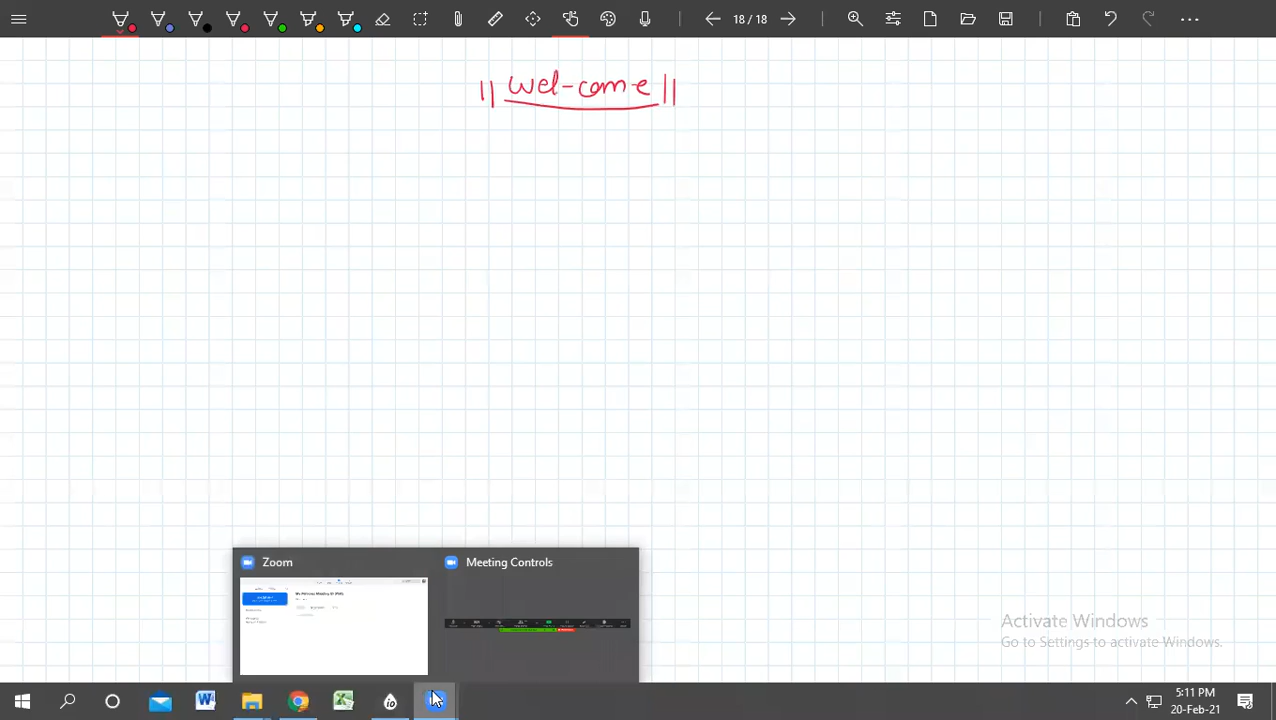 18 / 18
|| Wel-come ||
Zoom
Meeting Controls
Activate Windows
Go to Settings to activate Windows.
5:11 PM
20-Feb-21